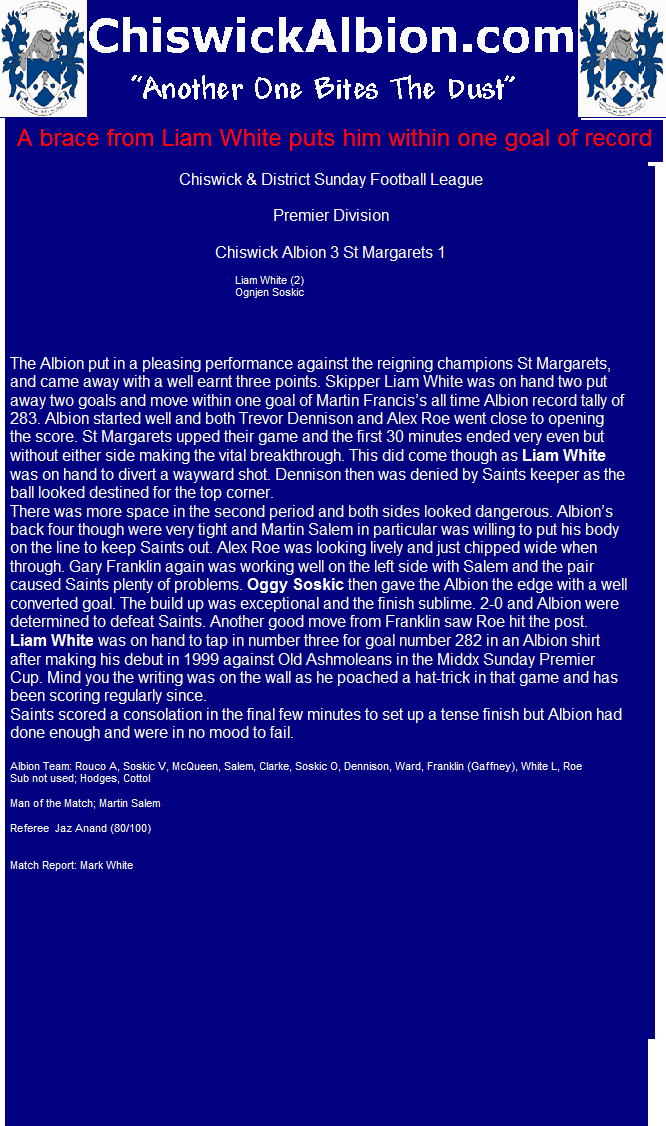 ChiswickAlbion.com
“Another One Bites The Dust”
A brace from Liam White puts him within one goal of record
Chiswick & District Sunday Football League
Premier Division
Chiswick Albion 3 St Margarets 1
Liam White (2)
Ognjen Soskic
The Albion put in a pleasing performance against the reigning champions St Margarets,
and came away with a well earnt three points. Skipper Liam White was on hand two put
away two goals and move within one goal of Martin Francis’s all time Albion record tally of
283. Albion started well and both Trevor Dennison and Alex Roe went close to opening
the score. St Margarets upped their game and the first 30 minutes ended very even but
without either side making the vital breakthrough. This did come though as Liam White
was on hand to divert a wayward shot. Dennison then was denied by Saints keeper as the
ball looked destined for the top corner.
There was more space in the second period and both sides looked dangerous. Albion’s
back four though were very tight and Martin Salem in particular was willing to put his body
on the line to keep Saints out. Alex Roe was looking lively and just chipped wide when
through. Gary Franklin again was working well on the left side with Salem and the pair
caused Saints plenty of problems. Oggy Soskic then gave the Albion the edge with a well
converted goal. The build up was exceptional and the finish sublime. 2-0 and Albion were
determined to defeat Saints. Another good move from Franklin saw Roe hit the post.
Liam White was on hand to tap in number three for goal number 282 in an Albion shirt
after making his debut in 1999 against Old Ashmoleans in the Middx Sunday Premier
Cup. Mind you the writing was on the wall as he poached a hat-trick in that game and has
been scoring regularly since.
Saints scored a consolation in the final few minutes to set up a tense finish but Albion had
done enough and were in no mood to fail.
Albion Team: Rouco A, Soskic V, McQueen, Salem, Clarke, Soskic O, Dennison, Ward, Franklin (Gaffney), White L, Roe
Sub not used; Hodges, Cottol
Man of the Match; Martin Salem
Referee Jaz Anand (80/100)
Match Report: Mark White